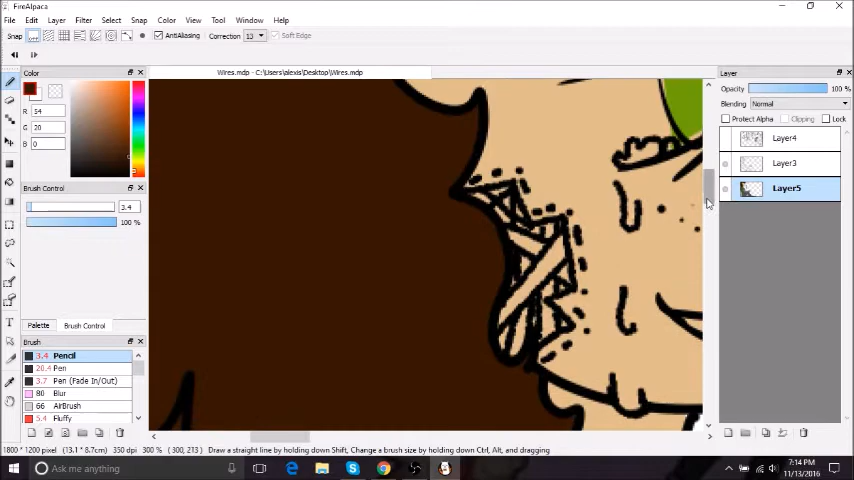 FireAlpaca
File Edit Layer Filter Select Snap Color View Tool Window Help
Snap OFF AntiAliasing Correction 13 Soft Edge
Wires.mdp - C:\Users\alexis\Desktop\Wires.mdp
Color
R 54
G 20
B 0
Brush Control
3.4
100 %
Palette Brush Control
Brush
3.4 Pencil
20.4 Pen
3.7 Pen (Fade In/Out)
80 Blur
66 AirBrush
5.4 Fluffy
Layer
Opacity 100 %
Blending Normal
Protect Alpha Clipping Lock
Layer4
Layer3
Layer5
1800 * 1200 pixel (13.1 * 8.7cm) 350 dpi 300 % ( 300, 213) Draw a straight line by holding down Shift, Change a brush size by holding down Ctrl, Alt, and dragging
Ask me anything
7:14 PM
11/13/2016